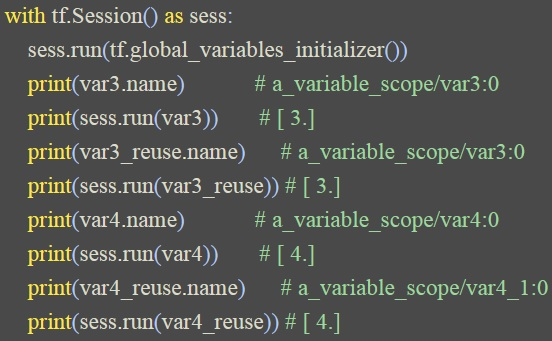 with tf.Session() as sess:
sess.run(tf.global_variables_initializer())
print(var3.name) # a_variable_scope/var3:0
print(sess.run(var3)) # [ 3.]
print(var3_reuse.name) # a_variable_scope/var3:0
print(sess.run(var3_reuse)) # [ 3.]
print(var4.name) # a_variable_scope/var4:0
print(sess.run(var4)) # [ 4.]
print(var4_reuse.name) # a_variable_scope/var4_1:0
print(sess.run(var4_reuse)) # [ 4.]